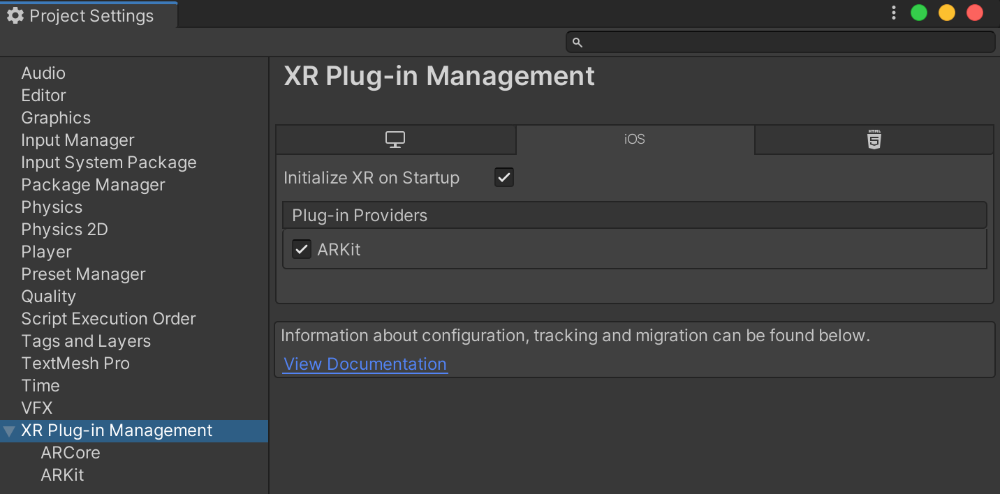 Project Settings
Audio
Editor
Graphics
Input Manager
Input System Package
Package Manager
Physics
Physics 2D
Player
Preset Manager
Quality
Script Execution Order
Tags and Layers
TextMesh Pro
Time
VFX
XR Plug-in Management
ARCore
ARKit
XR Plug-in Management
iOS
HTML
5
Initialize XR on Startup
Plug-in Providers
ARKit
Information about configuration, tracking and migration can be found below.
View Documentation